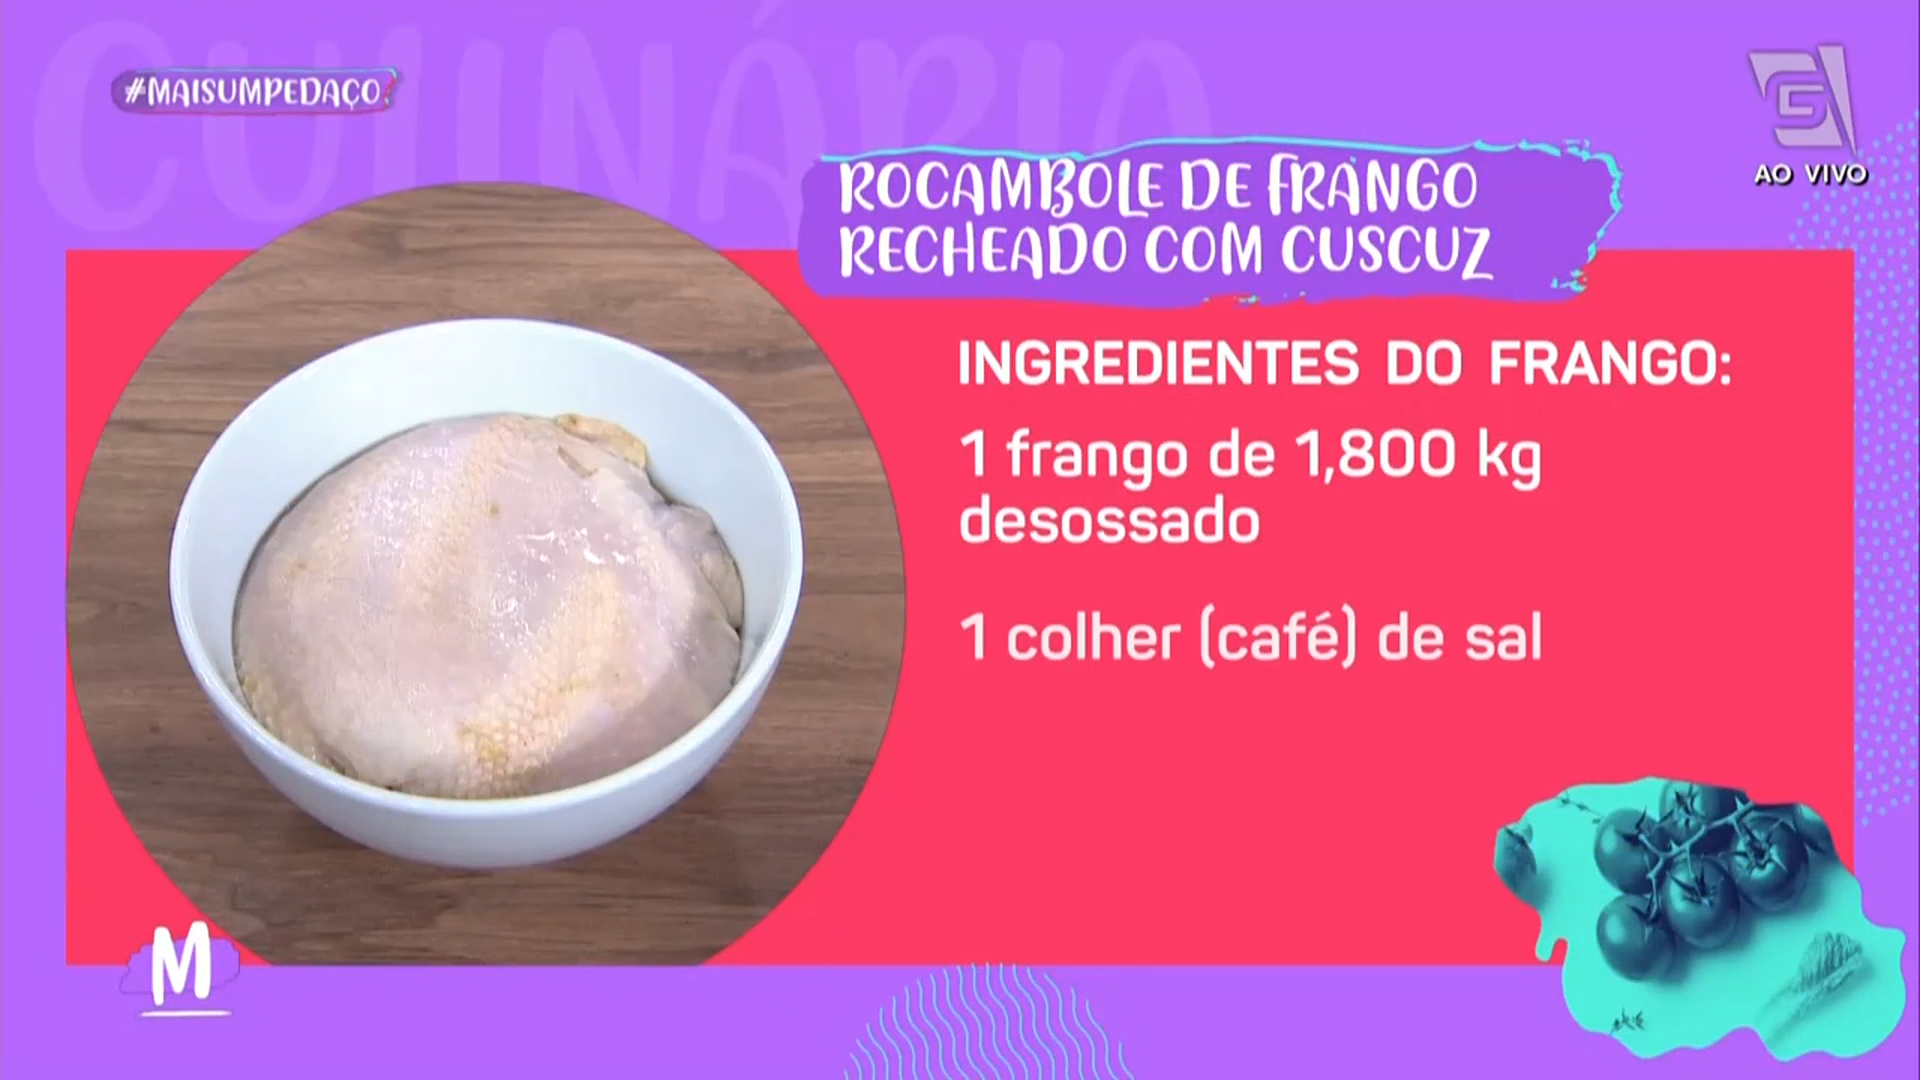 CULINÁRIA
#MAISUMPEDAÇO
G
AO VIVO
ROCAMBOLE DE FRANGO
RECHEADO COM CUSCUZ
INGREDIENTES DO FRANGO:
1 frango de 1,800 kg
desossado
1 colher (café) de sal
M